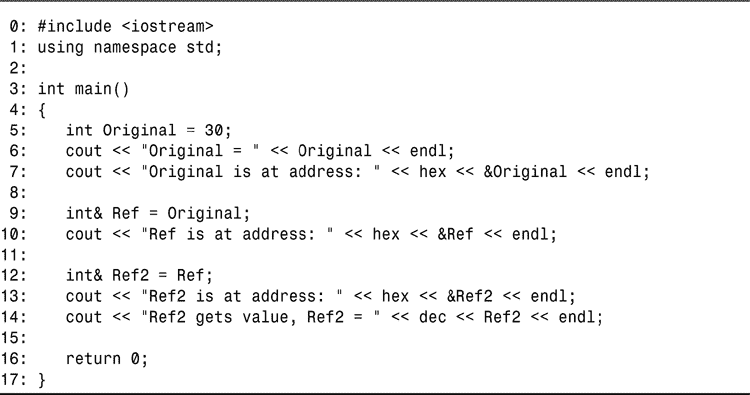 0: #include <iostream>
1: using namespace std;
2:
3: int main()
4: {
5:    int Original = 30;
6:    cout << "Original = " << Original << endl;
7:    cout << "Original is at address: " << hex << &Original << endl;
8:
9:    int& Ref = Original;
10:    cout << "Ref is at address: " << hex << &Ref << endl;
11:
12:    int& Ref2 = Ref;
13:    cout << "Ref2 is at address: " << hex << &Ref2 << endl;
14:    cout << "Ref2 gets value, Ref2 = " << dec << Ref2 << endl;
15:
16:    return 0;
17: }